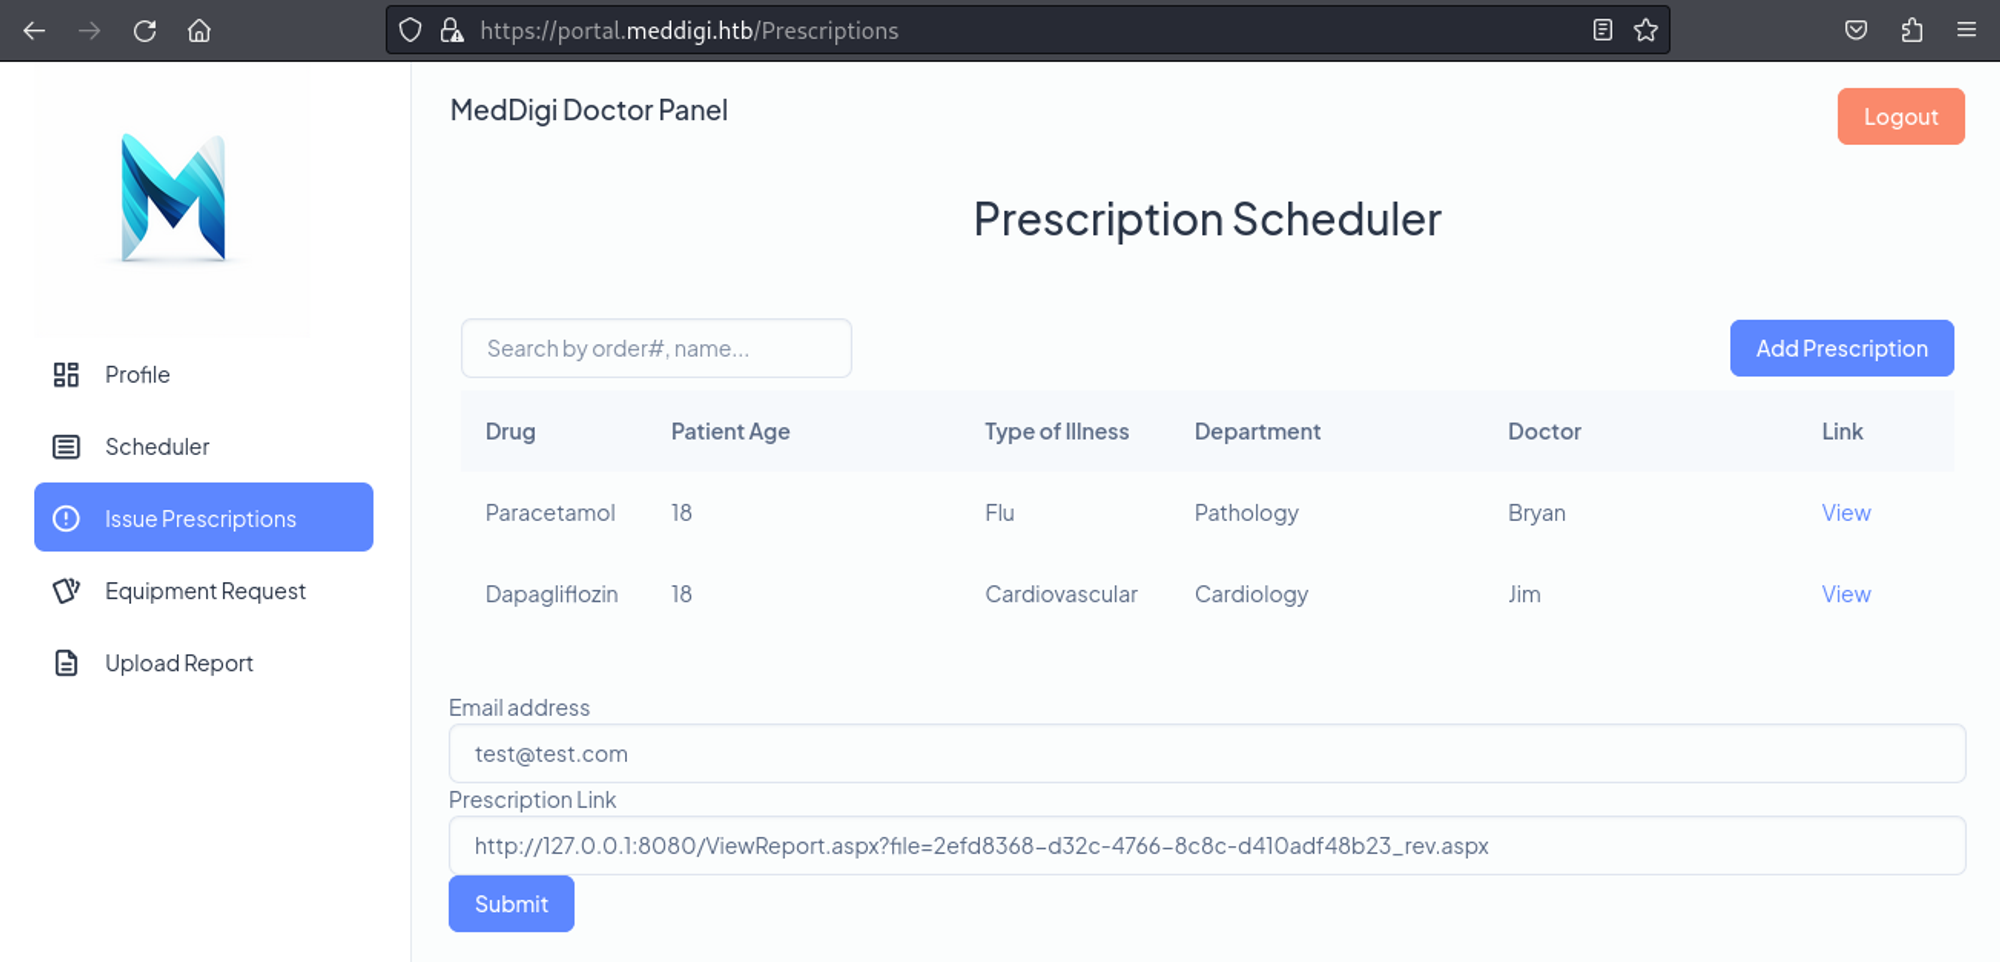 https://portal.meddigi.htb/Prescriptions
MedDigi Doctor Panel
Logout
Prescription Scheduler
Profile
Scheduler
Issue Prescriptions
Equipment Request
Upload Report
Search by order#, name...
Add Prescription
Drug Patient Age Type of Illness Department Doctor Link
Paracetamol 18 Flu Pathology Bryan View
Dapagliflozin 18 Cardiovascular Cardiology Jim View
Email address
test@test.com
Prescription Link
http://127.0.0.1:8080/ViewReport.aspx?file=2efd8368-d32c-4766-8c8c-d410adf48b23_rev.aspx
Submit